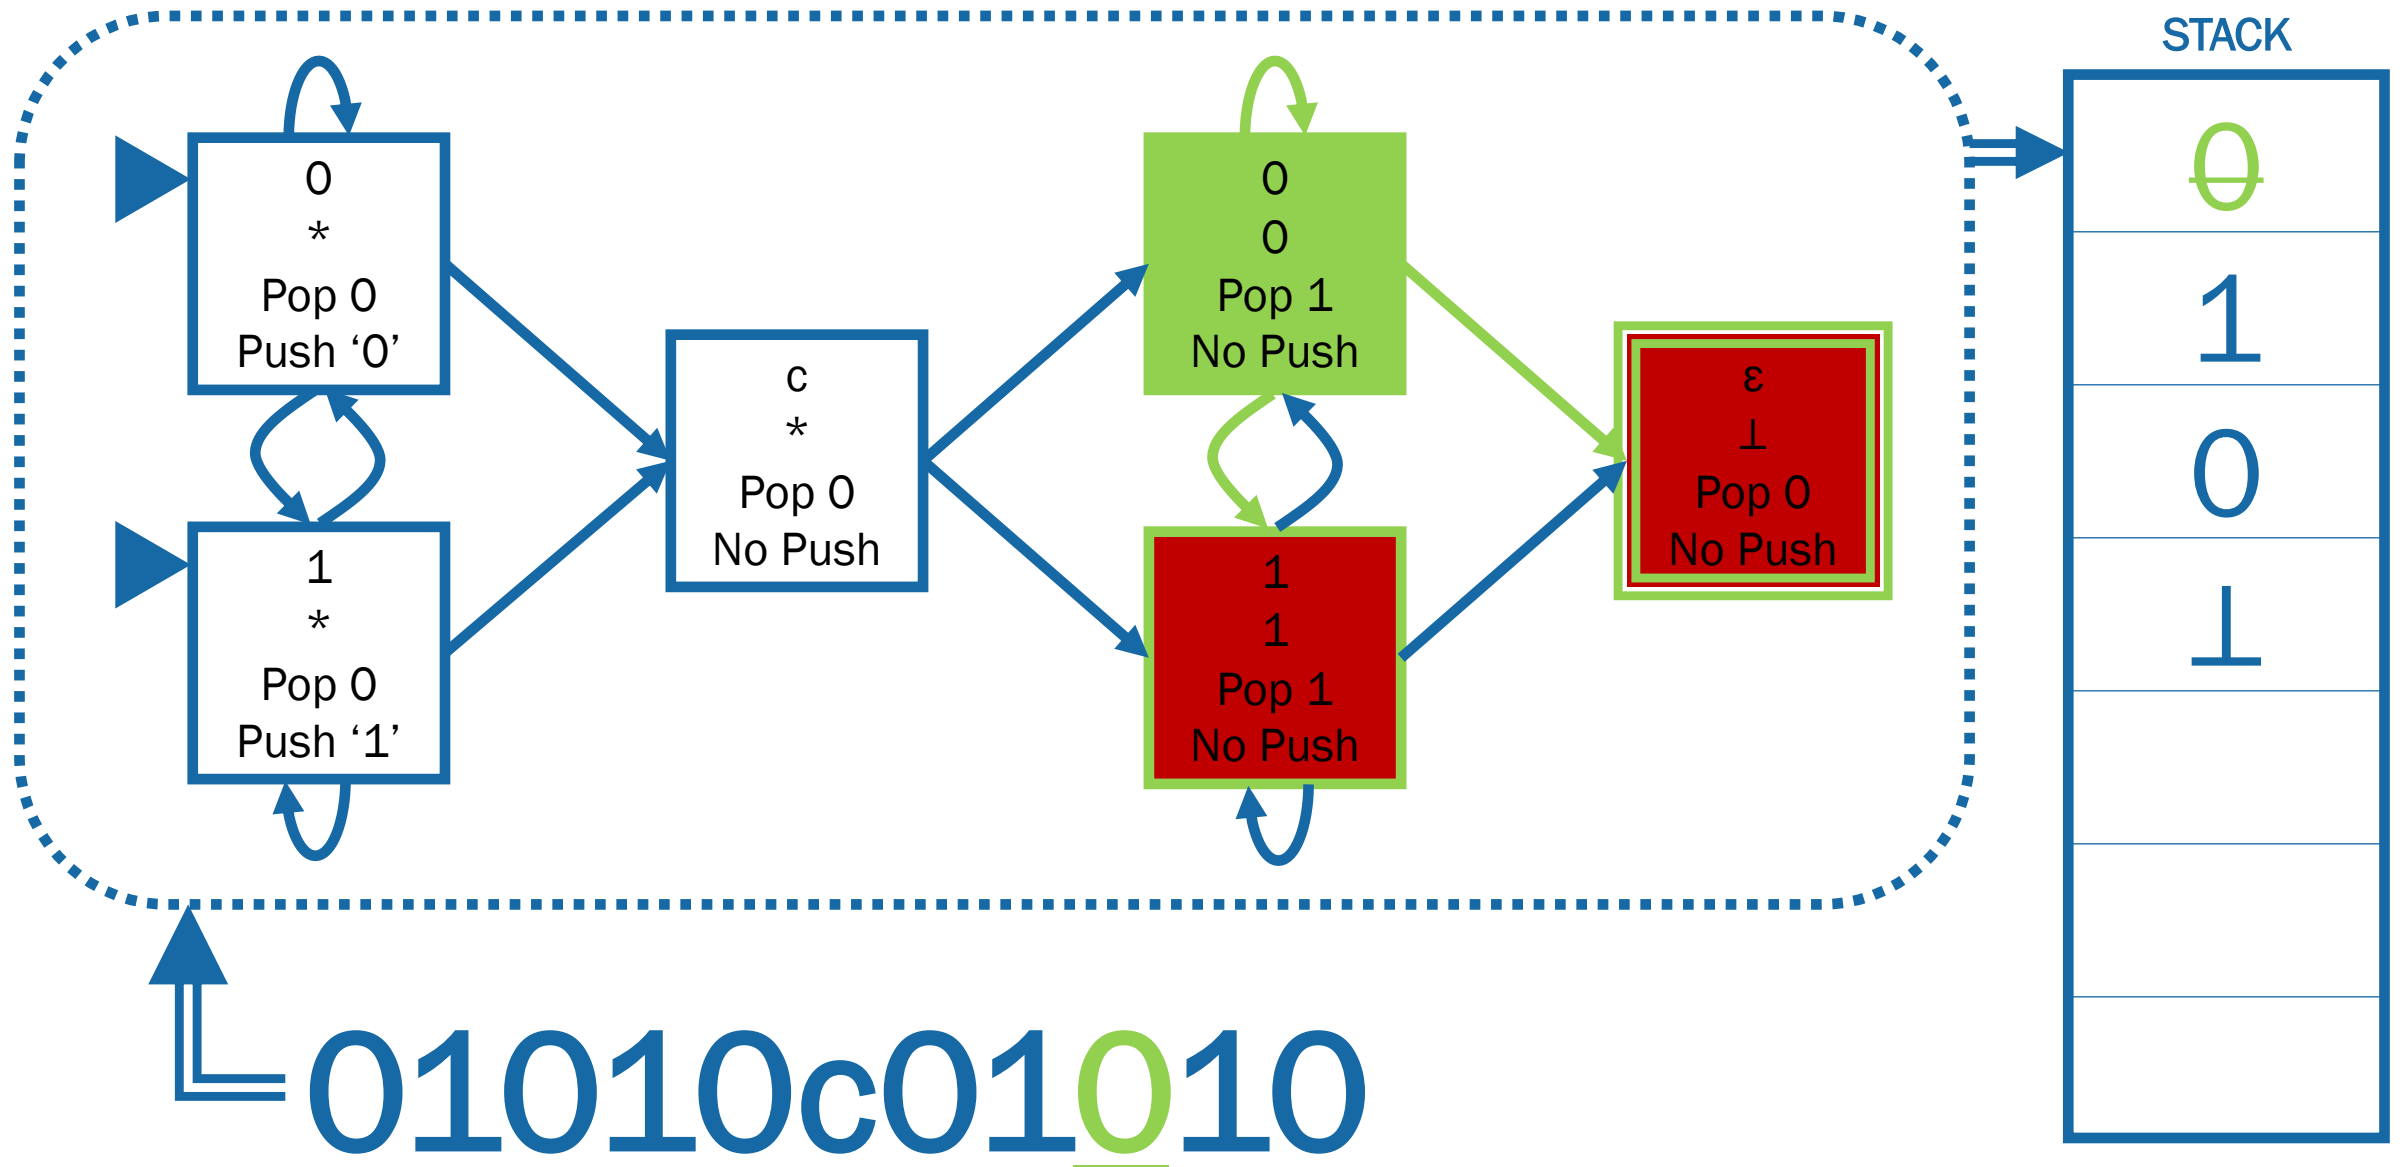 STACK
0
*
Pop 0
Push ‘0’
1
*
Pop 0
Push ‘1’
c
*
Pop 0
No Push
0
0
Pop 1
No Push
1
1
Pop 1
No Push
ε
⊥
Pop 0
No Push
0
1
0
⊥
01010c01010